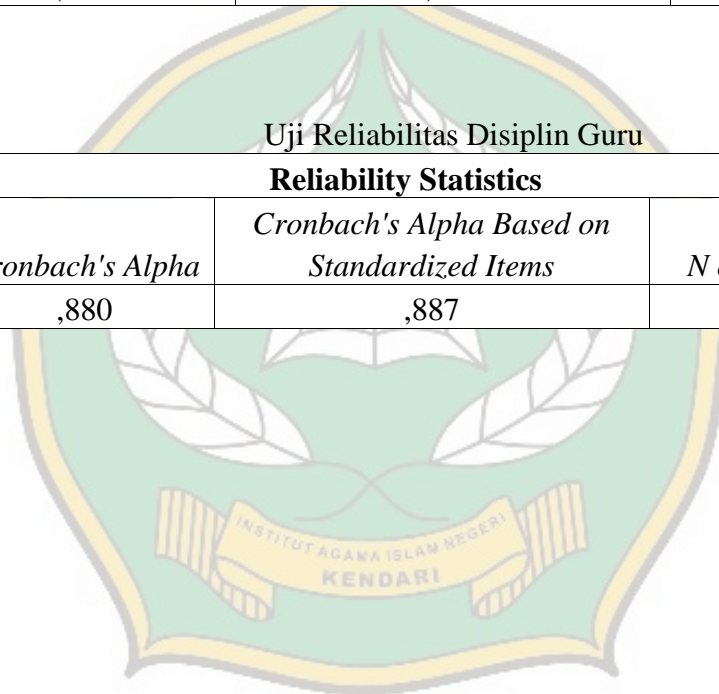 Uji Reliabilitas Disiplin Guru
Reliability Statistics
Cronbach's Alpha Based on
ronbach's Alpha Standardized Items N
,880 ,887
INSTITUT AGAMA ISLAM NEGERI
KENDARI